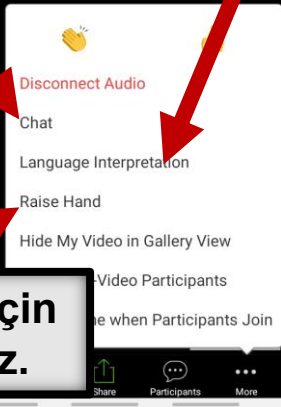 Disconnect Audio
Chat
Language Interpretation
Raise Hand
Hide My Video in Gallery View
-Video Participants
e when Participants Join
çin
z.
Share
Participants
More